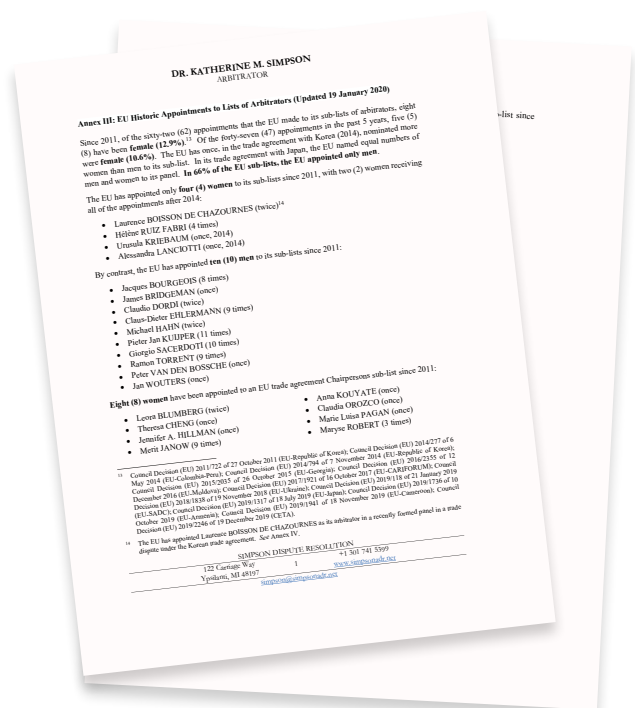 DR. KATHERINE M. SIMPSON
ARBITRATOR
Annex III: EU Historic Appointments to Lists of Arbitrators (Updated 19 January 2020)
Since 2011, of the sixty-two (62) appointments that the EU made to its sub-lists of arbitrators, eight
(8) have been female (12.9%).13 Of the forty-seven (47) appointments in the past 5 years, five (5)
were female (10.6%). The EU has once, in the trade agreement with Korea (2014), nominated more
women than men to its sub-list. In its trade agreement with Japan, the EU named equal numbers of
men and women to its panel. In 66% of the EU sub-lists, the EU appointed only men.
The EU has appointed only four (4) women to its sub-lists since 2011, with two (2) women receiving
all of the appointments after 2014:
• Laurence BOISSON DE CHAZOURNES (twice)14
• Hélène RUIZ FABRI (4 times)
• Urusula KRIEBAUM (once, 2014)
• Alessandra LANCIOTTI (once, 2014)
By contrast, the EU has appointed ten (10) men to its sub-lists since 2011:
• Jacques BOURGEOIS (8 times)
• James BRIDGEMAN (once)
• Claudio DORDI (twice)
• Claus-Dieter EHLERMANN (9 times)
• Michael HAHN (twice)
• Pieter Jan KUIJPER (11 times)
• Giorgio SACERDOTI (10 times)
• Ramon TORRENT (9 times)
• Peter VAN DEN BOSSCHE (once)
• Jan WOUTERS (once)
Eight (8) women have been appointed to an EU trade agreement Chairpersons sub-list since 2011:
• Leora BLUMBERG (twice)
• Theresa CHENG (once)
• Jennifer A. HILLMAN (once)
• Merit JANOW (9 times)
• Anna KOUYATE (once)
• Claudia OROZCO (once)
• Marie Luisa PAGAN (once)
• Maryse ROBERT (3 times)
13 Council Decision (EU) 2011/722 of 27 October 2011 (EU-Republic of Korea); Council Decision (EU) 2014/277 of 6
May 2014 (EU-Colombia-Peru); Council Decision (EU) 2014/794 of 7 November 2014 (EU-Republic of Korea);
Council Decision (EU) 2015/2035 of 26 October 2015 (EU-Georgia); Council Decision (EU) 2016/2355 of 12
December 2016 (EU-Moldova); Council Decision (EU) 2017/1921 of 16 October 2017 (EU-CARIFORUM); Council
Decision (EU) 2018/1838 of 19 November 2018 (EU-Ukraine); Council Decision (EU) 2019/118 of 21 January 2019
(EU-SADC); Council Decision (EU) 2019/1317 of 18 July 2019 (EU-Japan); Council Decision (EU) 2019/1736 of 10
October 2019 (EU-Armenia); Council Decision (EU) 2019/1941 of 18 November 2019 (EU-Cameroon); Council
Decision (EU) 2019/2246 of 19 December 2019 (CETA).
14 The EU has appointed Laurence BOISSON DE CHAZOURNES as its arbitrator in a recently formed panel in a trade
dispute under the Korean trade agreement. See Annex IV.
SIMPSON DISPUTE RESOLUTION
122 Carriage Way 1 +1 301 741 5399
Ypsilanti, MI 48197 www.simpsonadr.net
simpson@simpsonadr.net
-list since